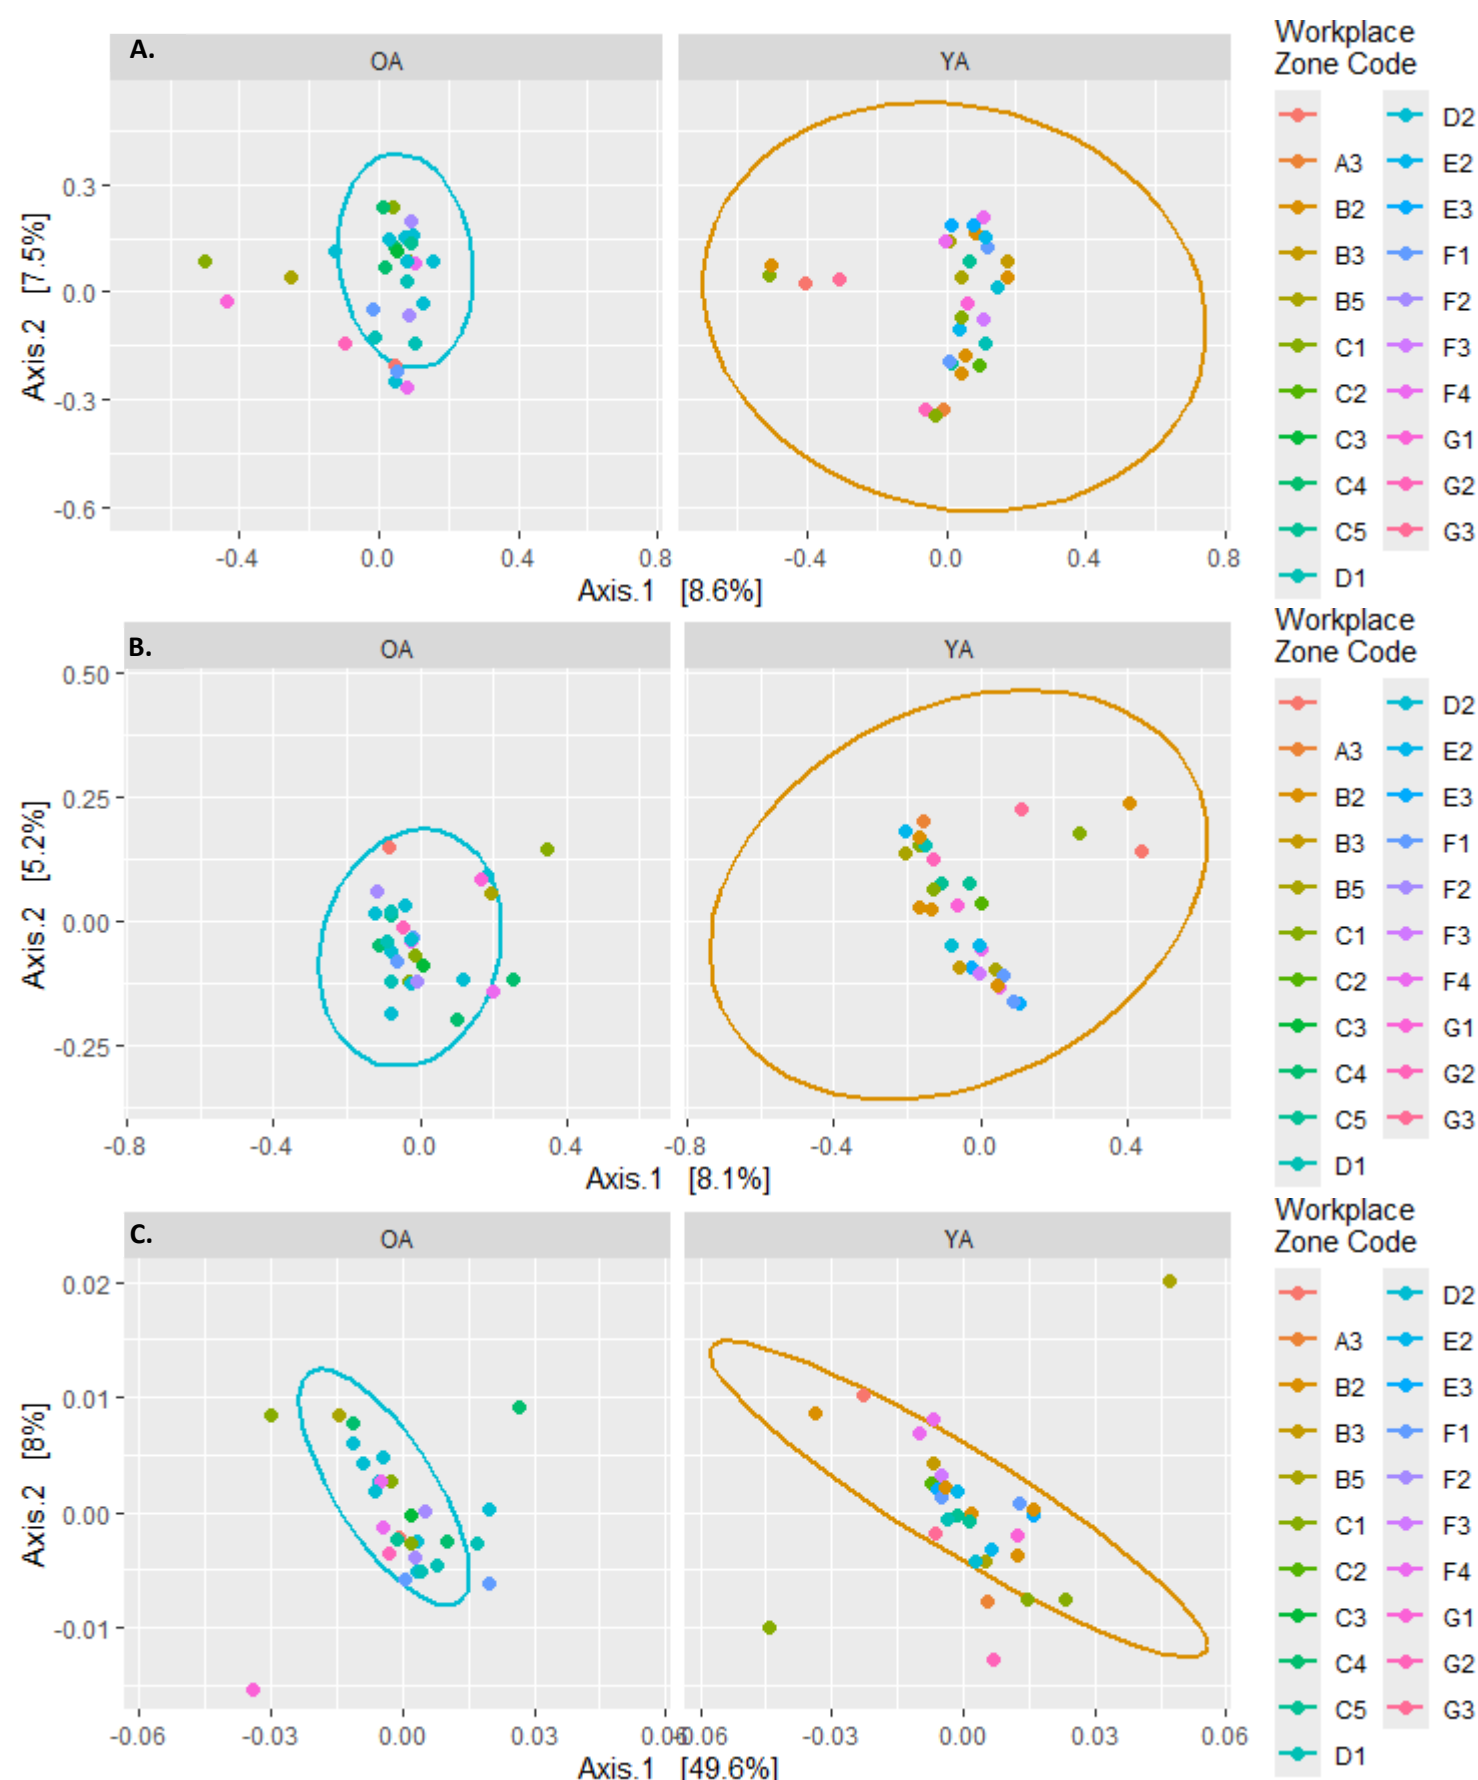 A.
OA
YA
0.3
0.0
-0.3
-0.6
Axis.2 [7.5%]
-0.4
0.0
0.4
0.8
-0.4
0.0
0.4
0.8
Axis.1 [8.6%]
Workplace
Zone Code
A3
B2
B3
B5
C1
C2
C3
C4
C5
D1
D2
E2
E3
F1
F2
F3
F4
G1
G2
G3
B.
OA
YA
0.50
0.25
0.00
-0.25
Axis.2 [5.2%]
-0.8
-0.4
0.0
0.4
-0.8
-0.4
0.0
0.4
Axis.1 [8.1%]
Workplace
Zone Code
A3
B2
B3
B5
C1
C2
C3
C4
C5
D1
D2
E2
E3
F1
F2
F3
F4
G1
G2
G3
C.
OA
YA
0.02
0.01
0.00
-0.01
Axis.2 [8%]
-0.06
-0.03
0.00
0.03
0.06
-0.06
-0.03
0.00
0.03
0.06
Axis.1 [49.6%]
Workplace
Zone Code
A3
B2
B3
B5
C1
C2
C3
C4
C5
D1
D2
E2
E3
F1
F2
F3
F4
G1
G2
G3